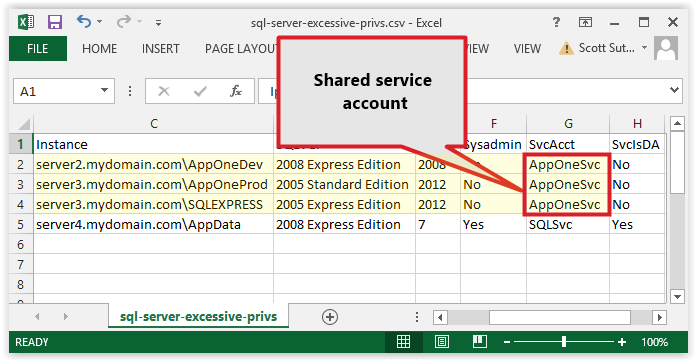 sql-server-excessive-privs.csv - Excel
FILE HOME INSERT PAGE LAYOU DEV Scott Sut...
A1 fx
Shared service
account
C F G H
1 Instance Sysadmin SvcAcct SvcIsDA
2 server2.mydomain.com\AppOneDev 2008 Express Edition 2008 AppOneSvc No
3 server3.mydomain.com\AppOneProd 2005 Standard Edition 2012 No AppOneSvc No
4 server3.mydomain.com\SQLEXPRESS 2005 Express Edition 2012 No AppOneSvc No
5 server4.mydomain.com\AppData 2008 Express Edition 7 Yes SQLSvc Yes
6
7
8
sql-server-excessive-privs
READY 100%